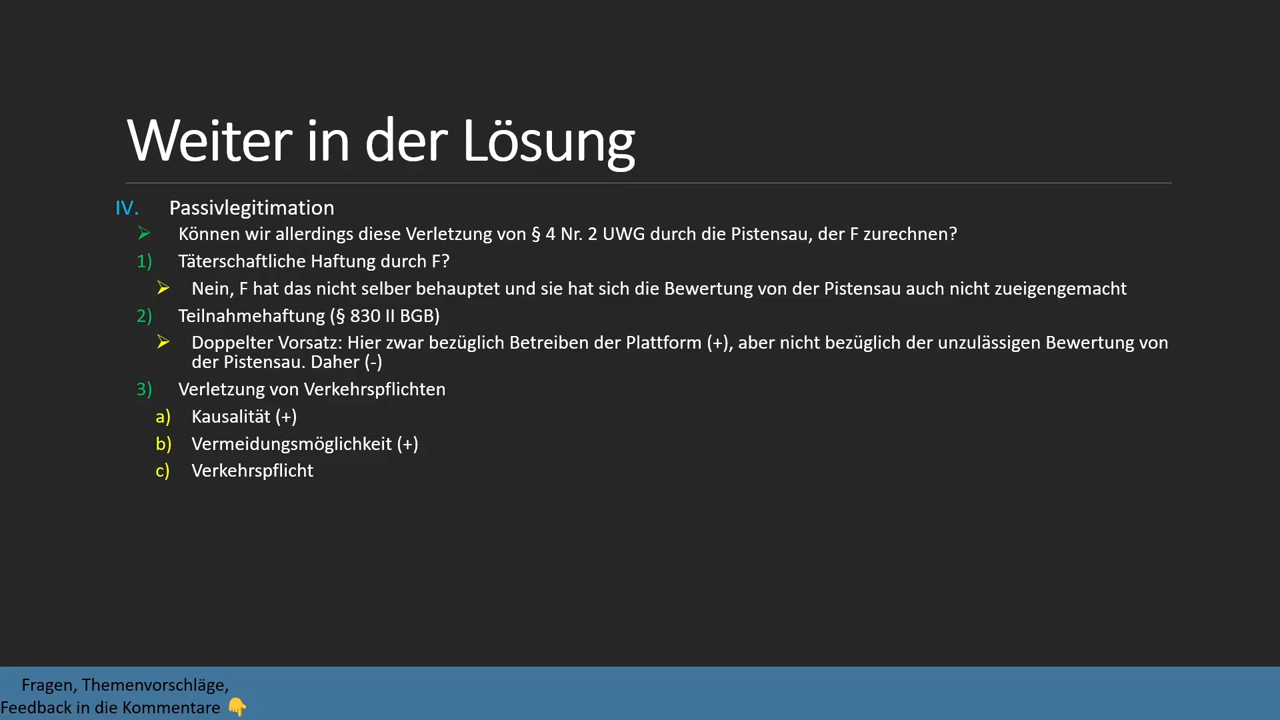 Weiter in der Lösung
IV. Passivlegitimation
➢ Können wir allerdings diese Verletzung von § 4 Nr. 2 UWG durch die Pistensau, der F zurechnen?
1) Täterschaftliche Haftung durch F?
➢ Nein, F hat das nicht selber behauptet und sie hat sich die Bewertung von der Pistensau auch nicht zueigengemacht
2) Teilnahmehaftung (§ 830 II BGB)
➢ Doppelter Vorsatz: Hier zwar bezüglich Betreiben der Plattform (+), aber nicht bezüglich der unzulässigen Bewertung von
der Pistensau. Daher (-)
3) Verletzung von Verkehrspflichten
a) Kausalität (+)
b) Vermeidungsmöglichkeit (+)
c) Verkehrspflicht
Fragen, Themenvorschläge,
Feedback in die Kommentare 👇